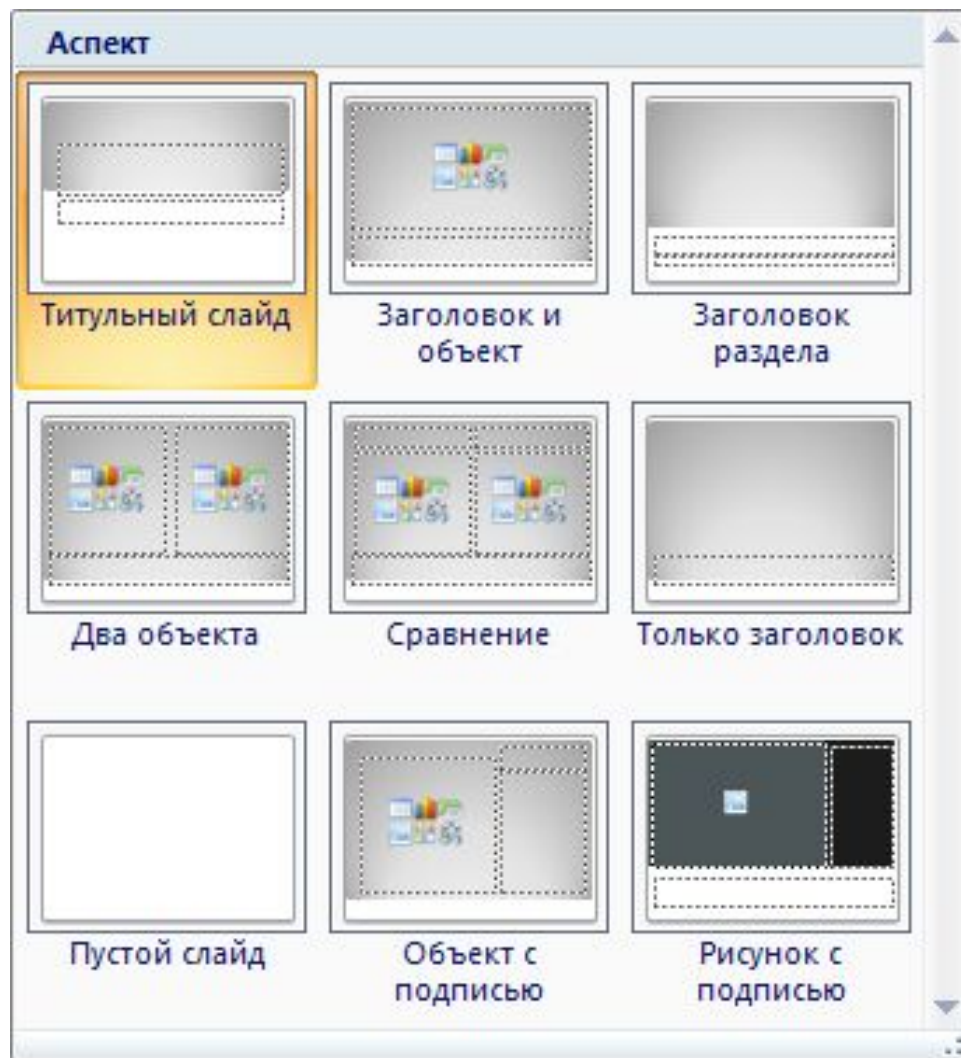 Аспект
Титульный слайд
Заголовок и
объект
Заголовок
раздела
Два объекта
Сравнение
Только заголовок
Пустой слайд
Объект с
подписью
Рисунок с
подписью